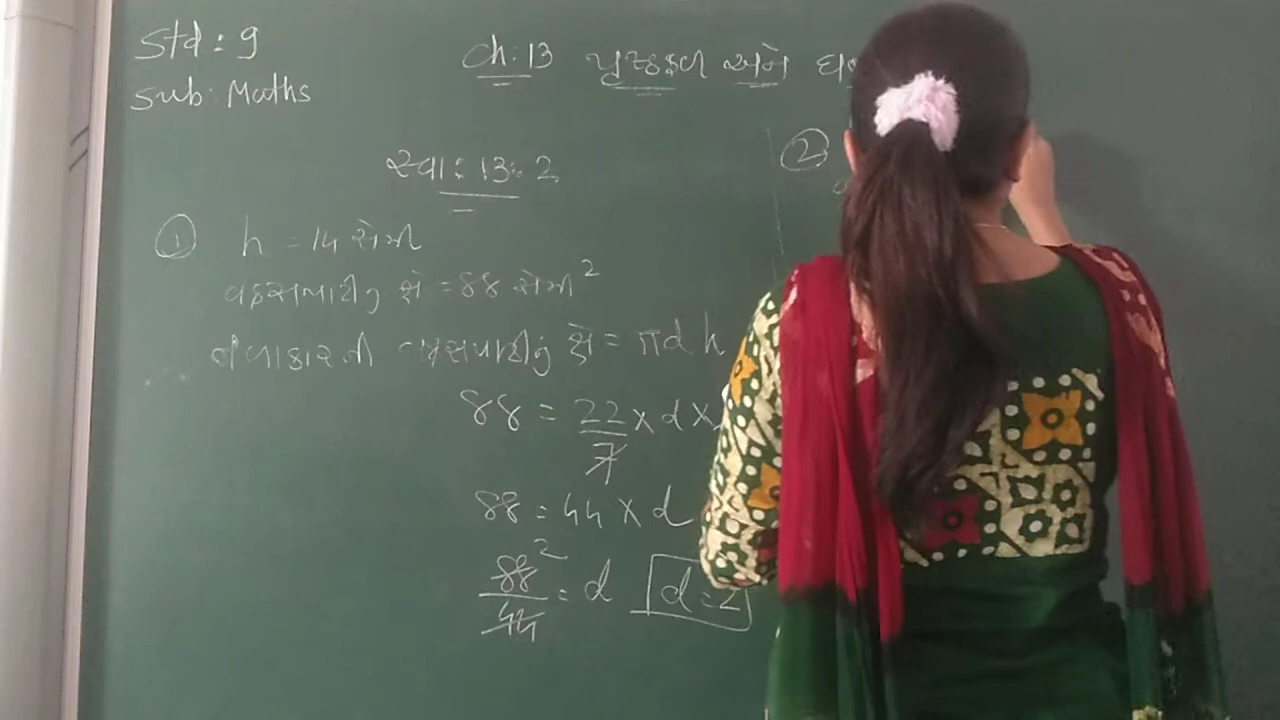 Std : 9
Sub: Maths
Ch: 13 પૃષ્ઠફળ અને ઘ
સ્વા : 13.2
① h = 14 સેમી
વક્રસપાટીનું ક્ષે = 88 સેમી²
નળાકારની વક્રસપાટીનું ક્ષે = πdh
88 = 22/7 × d ×
88 = 44 × d
88/44 = d 2 d = 2
②